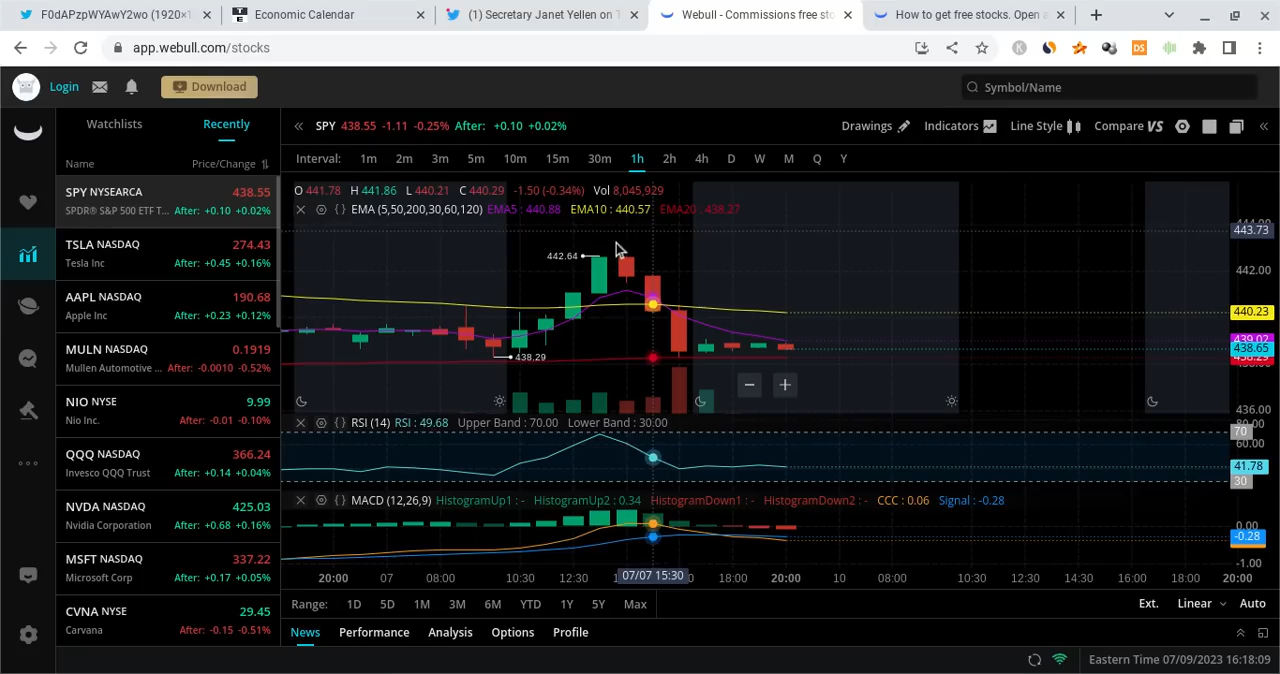 F0dAPzpWYAwY2wo (1920×1
Economic Calendar
(1) Secretary Janet Yellen on T
Webull - Commissions free sto
How to get free stocks. Open a
app.webull.com/stocks
Login
Download
Symbol/Name
Watchlists
Recently
Name
Price/Change
SPY NYSEARCA 438.55
SPDR® S&P 500 ETF T... After: +0.10 +0.02%
TSLA NASDAQ 274.43
Tesla Inc After: +0.45 +0.16%
AAPL NASDAQ 190.68
Apple Inc After: +0.23 +0.12%
MULN NASDAQ 0.1919
Mullen Automotive ... After: -0.0010 -0.52%
NIO NYSE 9.99
Nio Inc. After: -0.01 -0.10%
QQQ NASDAQ 366.24
Invesco QQQ Trust After: +0.14 +0.04%
NVDA NASDAQ 425.03
Nvidia Corporation After: +0.68 +0.16%
MSFT NASDAQ 337.22
Microsoft Corp After: +0.17 +0.05%
CVNA NYSE 29.45
Carvana After: -0.15 -0.51%
SPY 438.55 -1.11 -0.25% After: +0.10 +0.02%
Drawings
Indicators
Line Style
Compare VS
Interval: 1m 2m 3m 5m 10m 15m 30m 1h 2h 4h D W M Q Y
O 441.78 H 441.86 L 440.21 C 440.29 -1.50 (-0.34%) Vol 8,045,929
EMA (5,50,200,30,60,120) EMA5 : 440.88 EMA10 : 440.57 EMA20 : 438.27
443.73
442.64
442.00
440.23
439.02
438.65
438.29
438.29
436.00
RSI (14) RSI : 49.68 Upper Band : 70.00 Lower Band : 30.00
80.00
70
60.00
41.78
30
MACD (12,26,9) HistogramUp1 : - HistogramUp2 : 0.34 HistogramDown1 : - HistogramDown2 : - CCC : 0.06 Signal : -0.28
0.00
-0.28
-1.00
20:00 07 08:00 10:30 12:30 07/07 15:30 18:00 20:00 10 08:00 10:30 12:30 14:30 16:00 18:00 20:00
Range: 1D 5D 1M 3M 6M YTD 1Y 5Y Max
Ext. Linear Auto
News Performance Analysis Options Profile
Eastern Time 07/09/2023 16:18:09